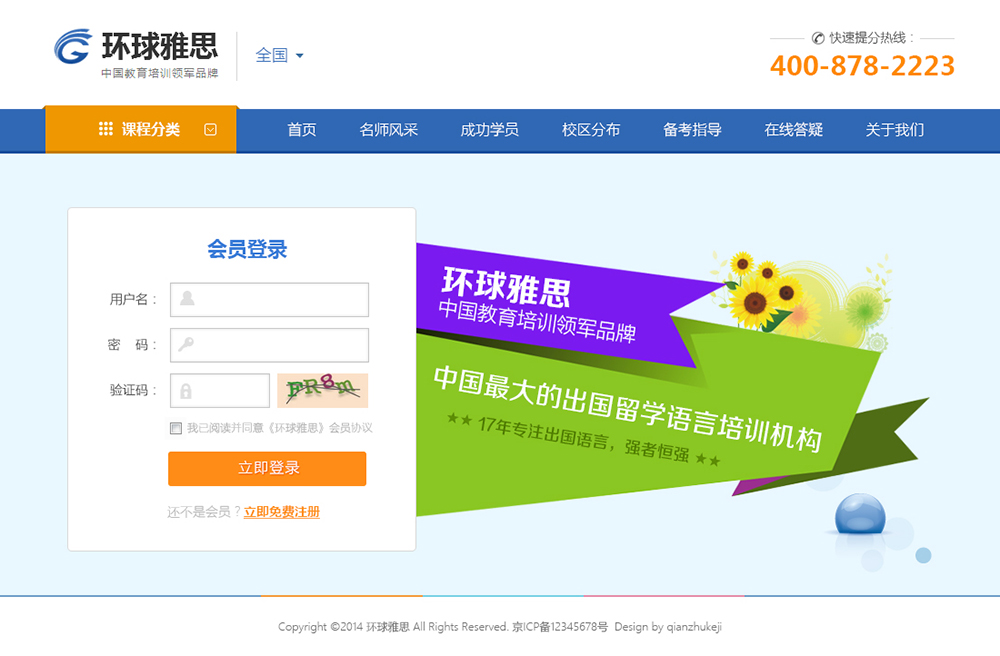 环球雅思
中国教育培训领军品牌
全国
快速提分热线：
400-878-2223
课程分类
首页 名师风采 成功学员 校区分布 备考指导 在线答疑 关于我们
会员登录
用户名：
密 码：
验证码：
FR8m
我已阅读并同意《环球雅思》会员协议
立即登录
还不是会员？立即免费注册
环球雅思
中国教育培训领军品牌
中国最大的出国留学语言培训机构
★★ 17年专注出国语言，强者恒强 ★★
Copyright ©2014 环球雅思 All Rights Reserved. 京ICP备12345678号 Design by qianzhukeji